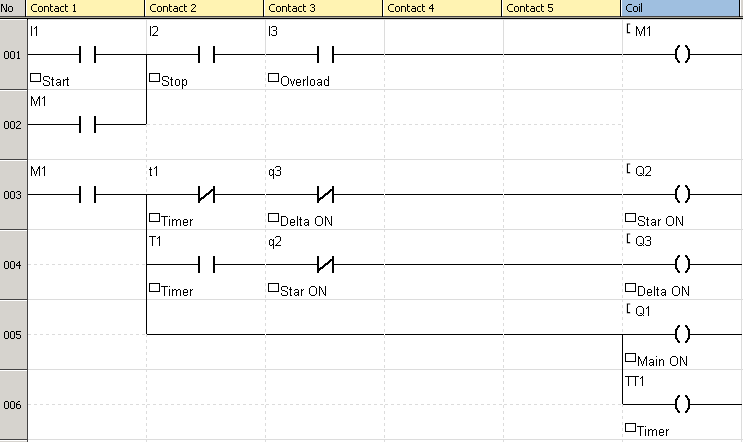 No Contact 1 Contact 2 Contact 3 Contact 4 Contact 5 Coil
I1 I2 I3 [ M1
001
Start Stop Overload
M1
002
M1 t1 q3 [ Q2
003
Timer Delta ON Star ON
T1 q2 [ Q3
004
Timer Star ON Delta ON
[ Q1
005
Main ON
TT1
006
Timer